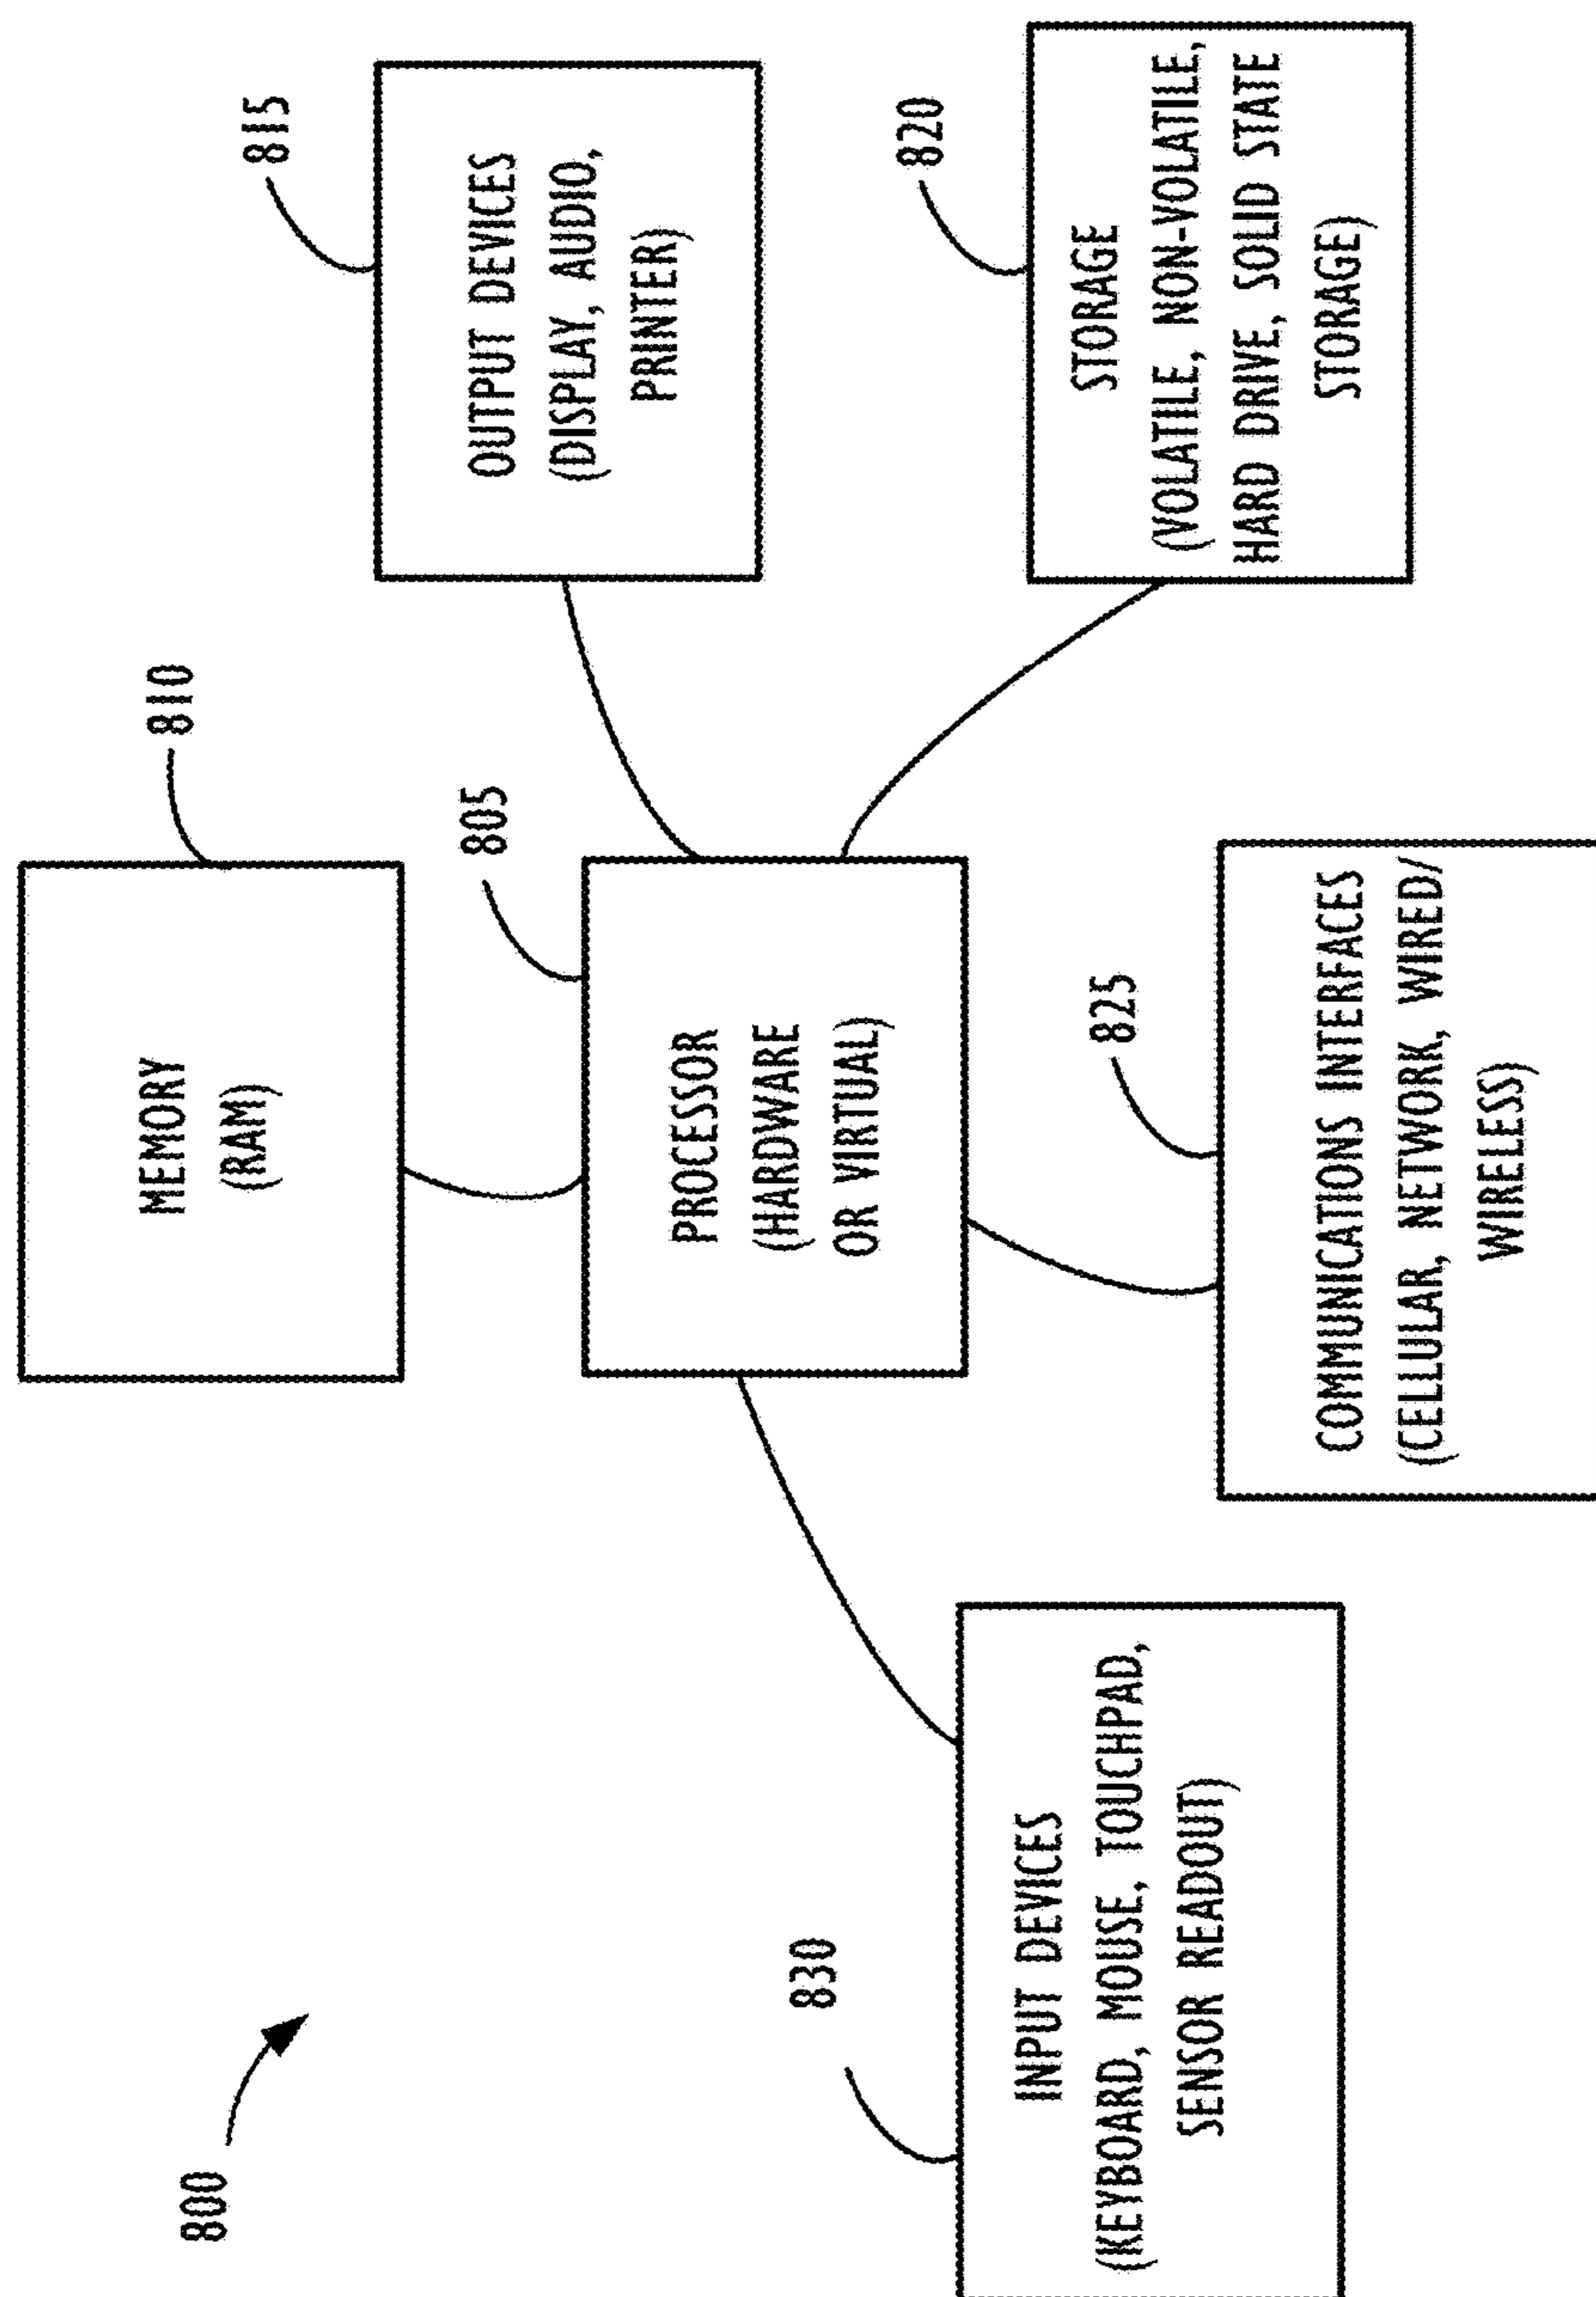 800
810
MEMORY
(RAM)
815
OUTPUT DEVICES
(DISPLAY, AUDIO,
PRINTER)
805
PROCESSOR
(HARDWARE
OR VIRTUAL)
830
INPUT DEVICES
(KEYBOARD, MOUSE, TOUCHPAD,
SENSOR READOUT)
825
COMMUNICATIONS INTERFACES
(CELLULAR, NETWORK, WIRED/
WIRELESS)
820
STORAGE
(VOLATILE, NON-VOLATILE,
HARD DRIVE, SOLID STATE
STORAGE)